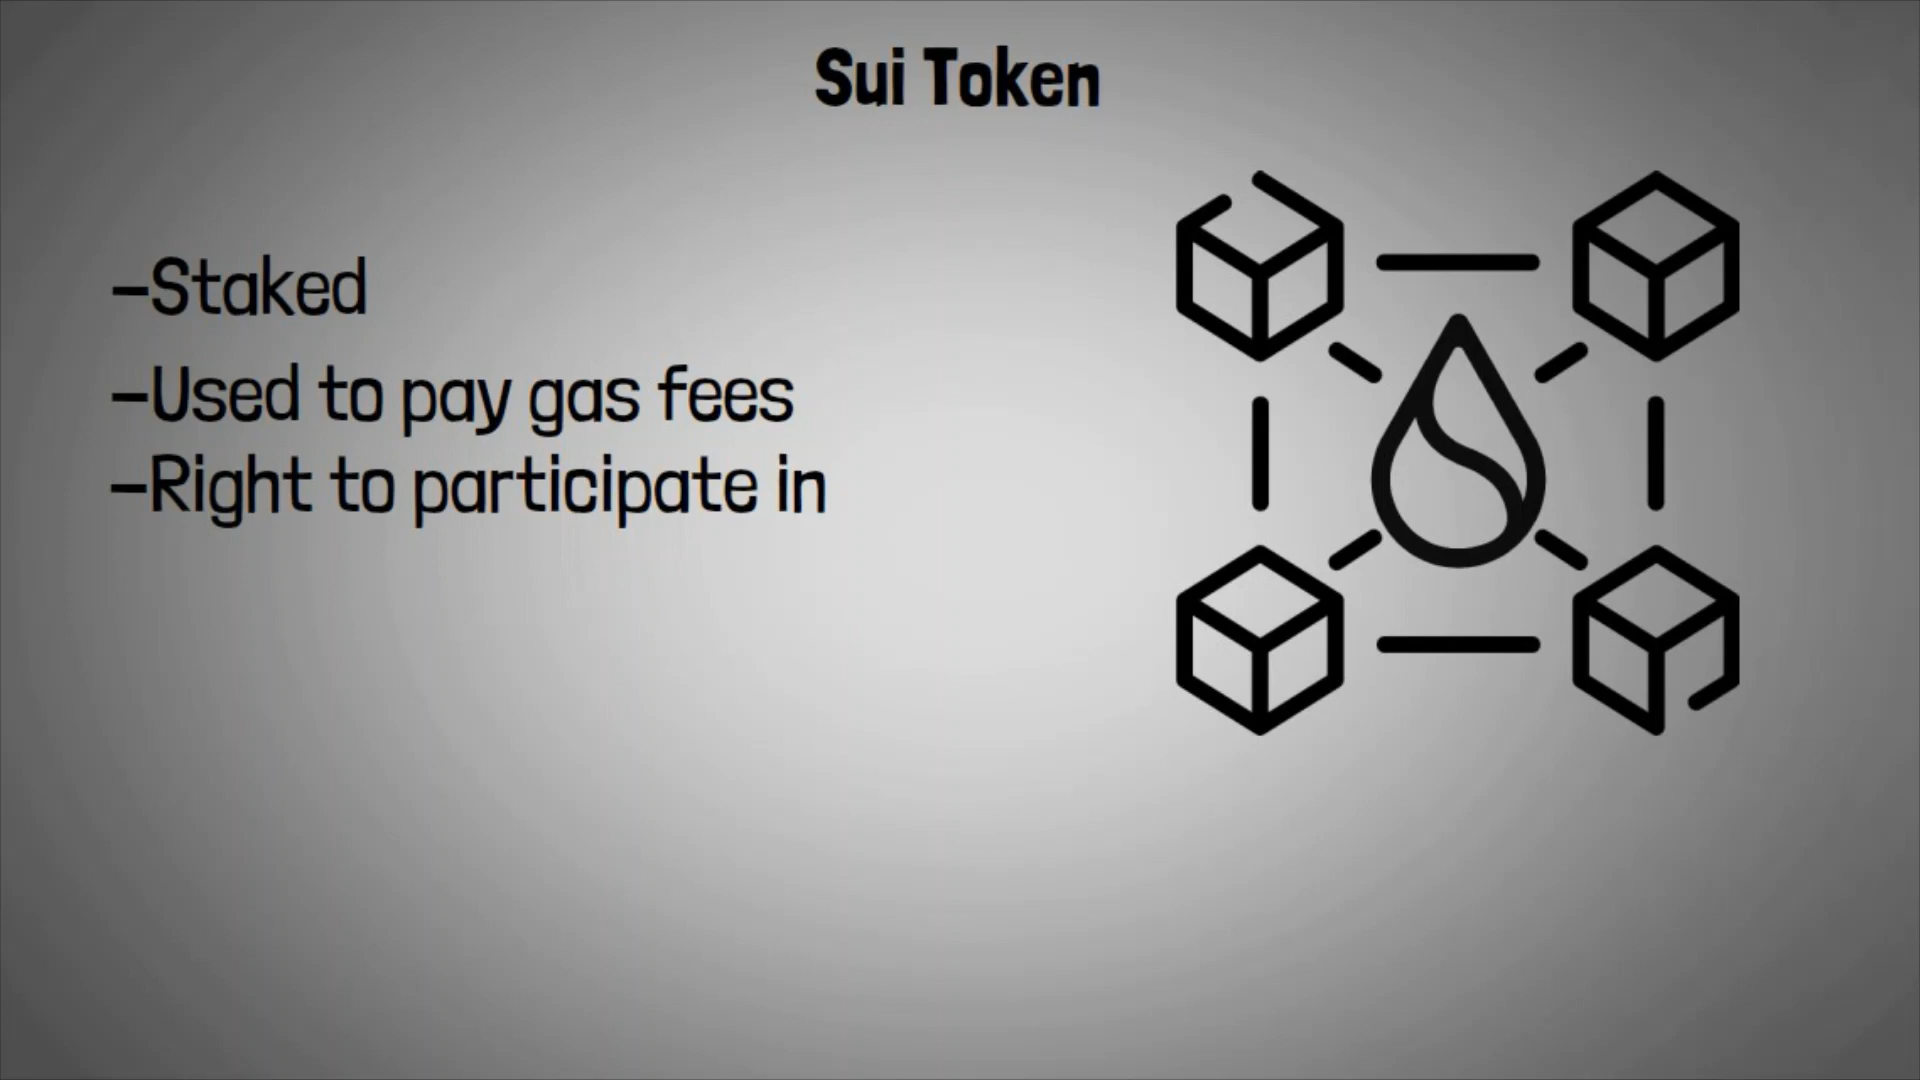 Sui Token
-Staked
-Used to pay gas fees
-Right to participate in